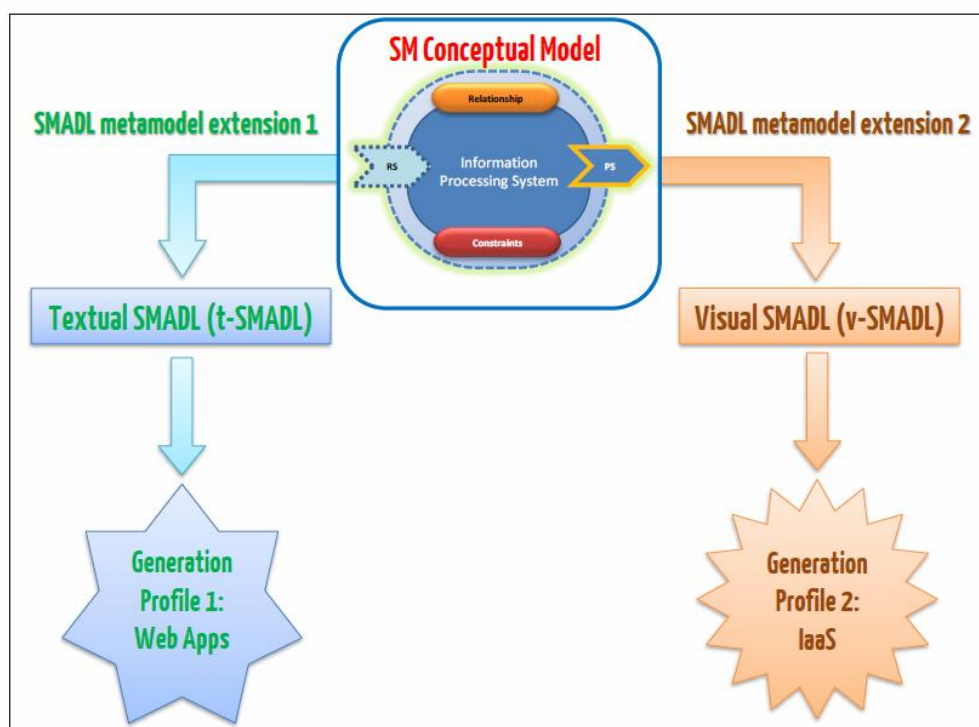 SM Conceptual Model
Relationship
SMADL metamodel extension 1
SMADL metamodel extension 2
RS
Information
Processing System
PS
Constraints
Textual SMADL (t-SMADL)
Visual SMADL (v-SMADL)
Generation
Profile 1:
Web Apps
Generation
Profile 2:
IaaS